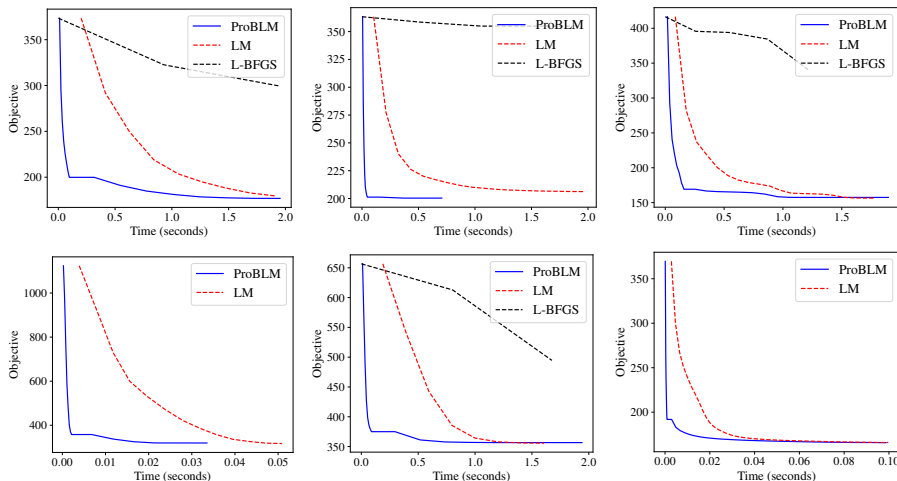 350
300
250
200
Objective
0.0 0.5 1.0 1.5 2.0
Time (seconds)
ProBLM
LM
L-BFGS
350
325
300
275
250
225
200
Objective
0.0 0.5 1.0 1.5 2.0
Time (seconds)
ProBLM
LM
L-BFGS
400
350
300
250
200
150
Objective
0.0 0.5 1.0 1.5
Time (seconds)
ProBLM
LM
L-BFGS
1000
800
600
400
Objective
0.00 0.01 0.02 0.03 0.04 0.05
Time (seconds)
ProBLM
LM
650
600
550
500
450
400
350
Objective
0.0 0.5 1.0 1.5 2.0
Time (seconds)
ProBLM
LM
L-BFGS
350
300
250
200
Objective
0.00 0.02 0.04 0.06 0.08 0.10
Time (seconds)
ProBLM
LM